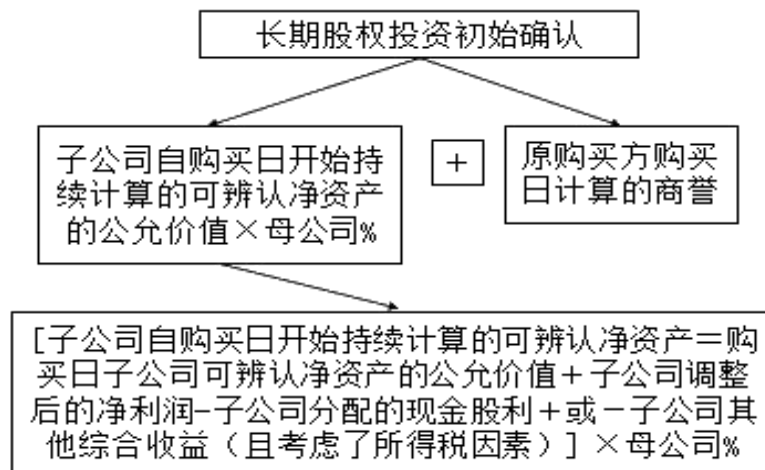 长期股权投资初始确认
子公司自购买日开始持
续计算的可辨认净资产
的公允价值×母公司%
+
原购买方购买
日计算的商誉
[子公司自购买日开始持续计算的可辨认净资产＝购
买日子公司可辨认净资产的公允价值＋子公司调整
后的净利润-子公司分配的现金股利＋或－子公司其
他综合收益（且考虑了所得税因素）]×母公司%